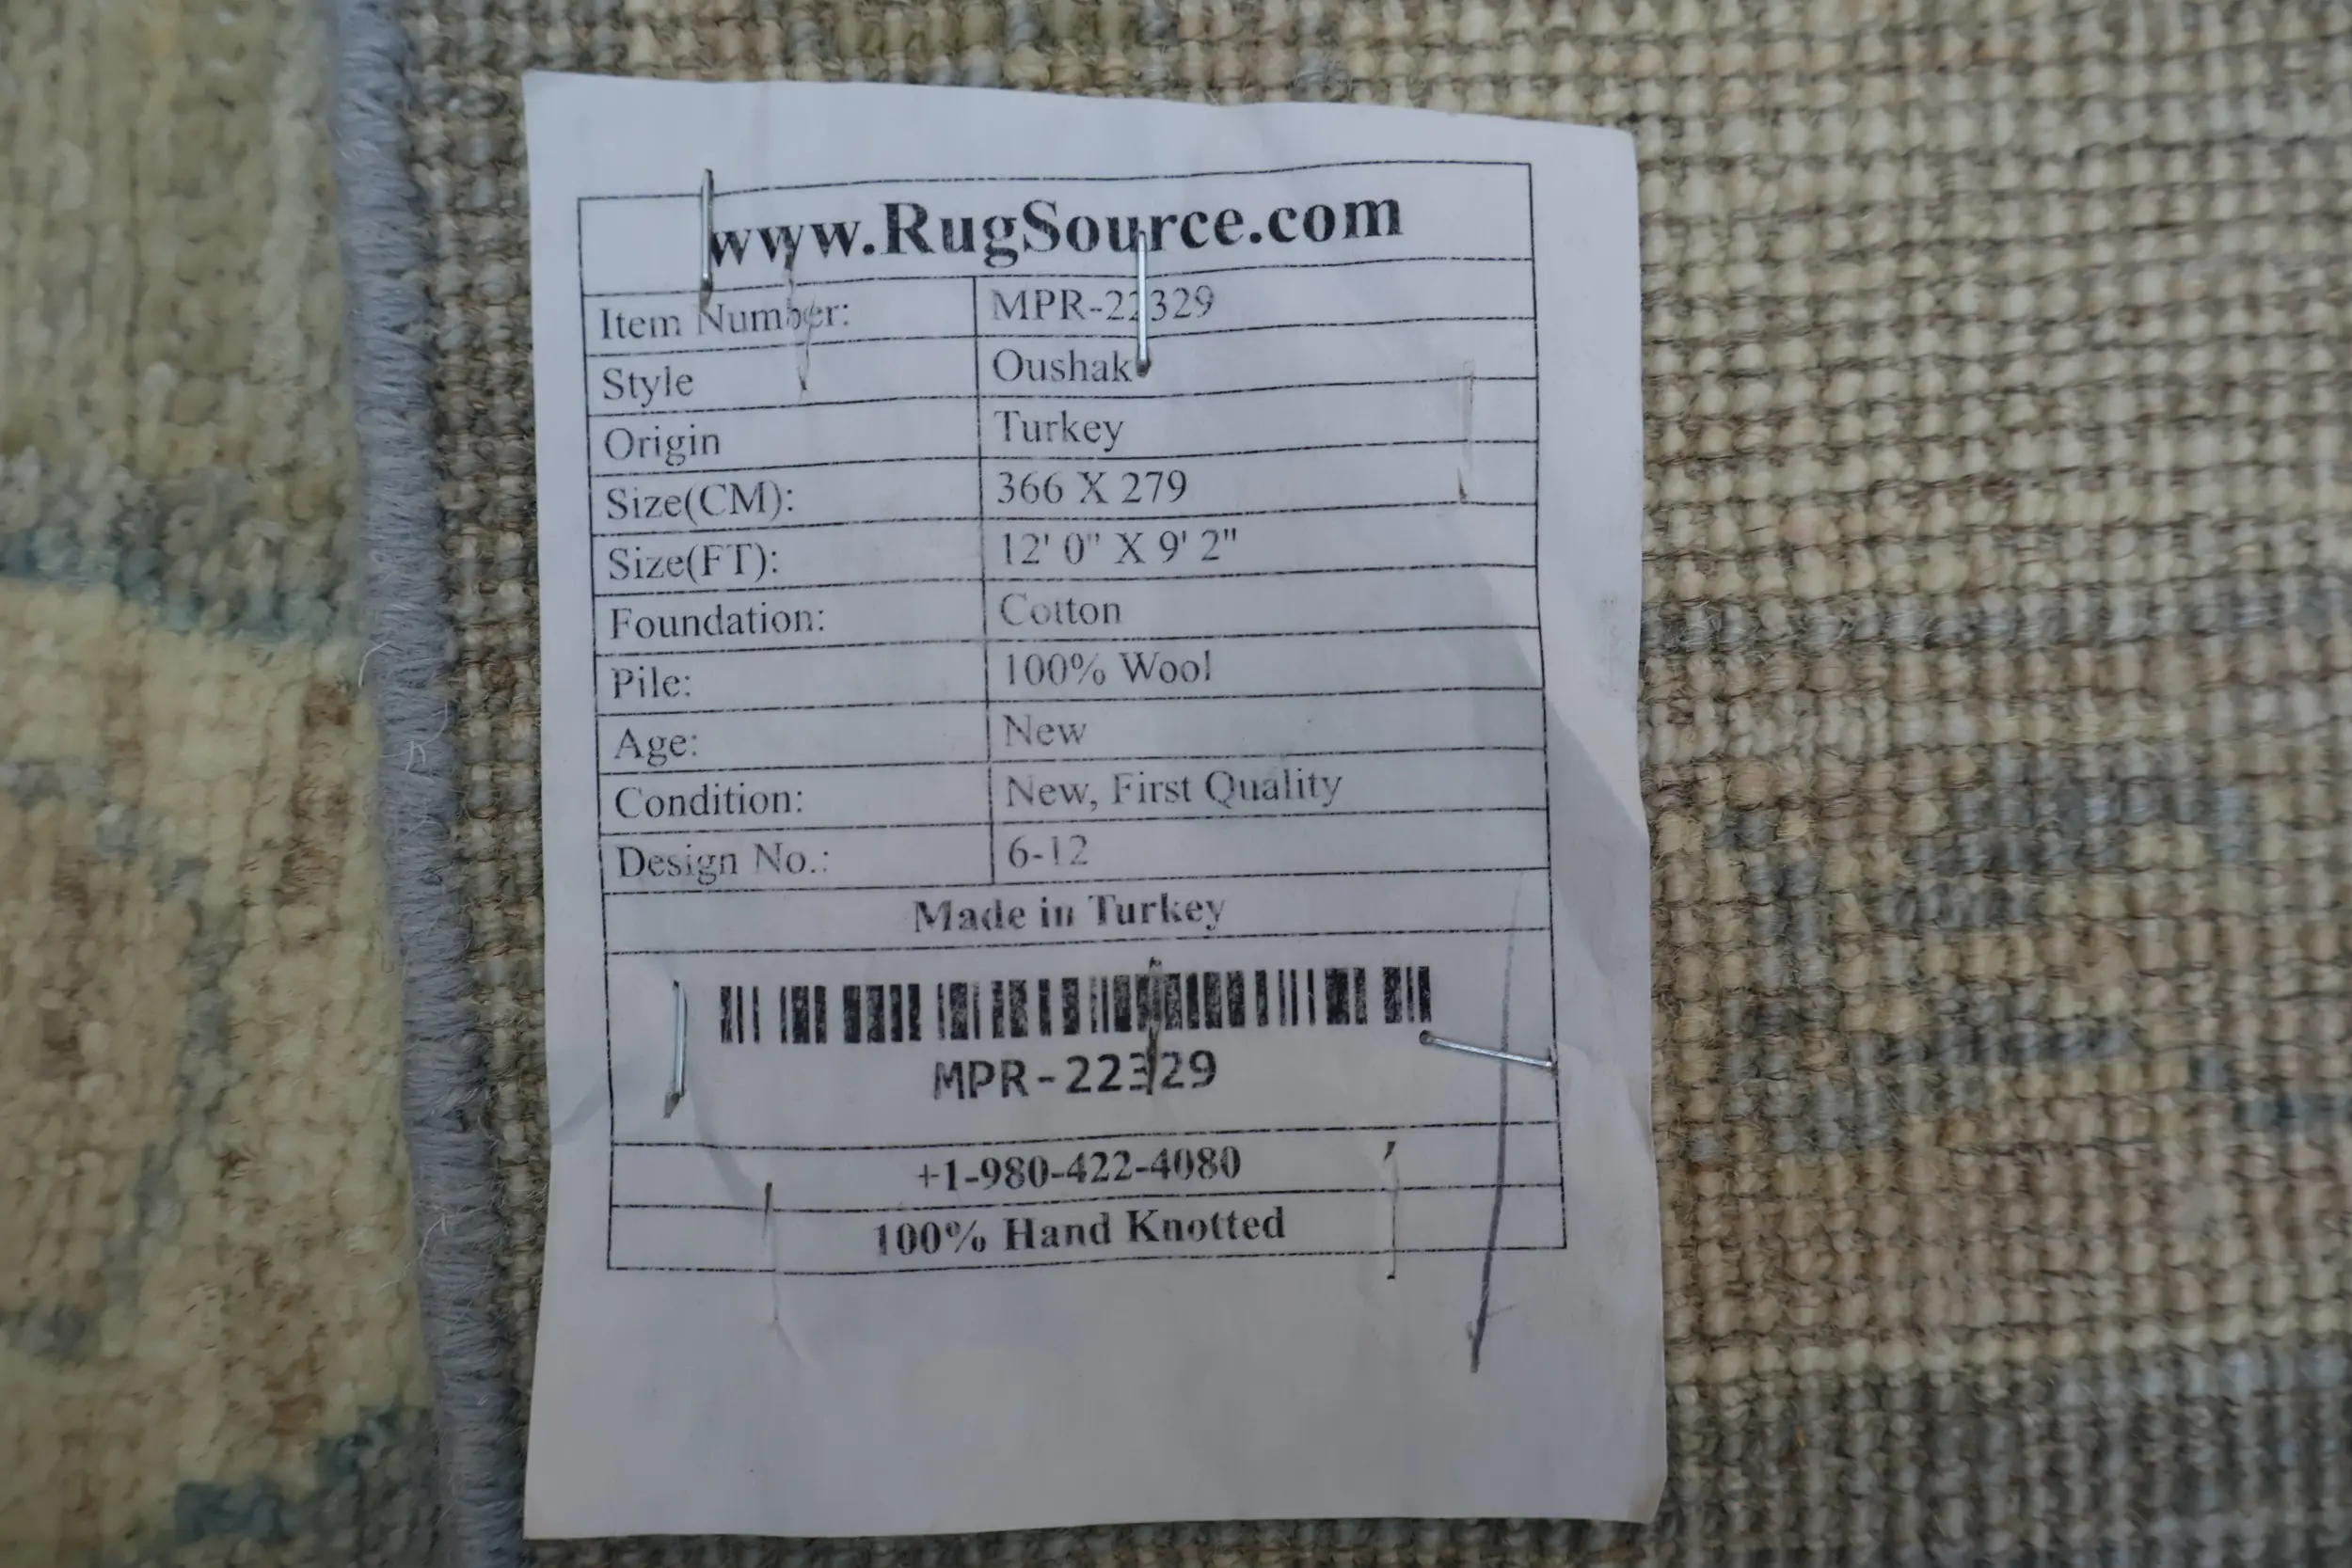 www.RugSource.com
Item Number: MPR-22329
Style Oushak
Origin Turkey
Size(CM): 366 X 279
Size(FT): 12' 0" X 9' 2"
Foundation: Cotton
Pile: 100% Wool
Age: New
Condition: New, First Quality
Design No.: 6-12
Made in Turkey
MPR-22329
+1-980-422-4080
100% Hand Knotted